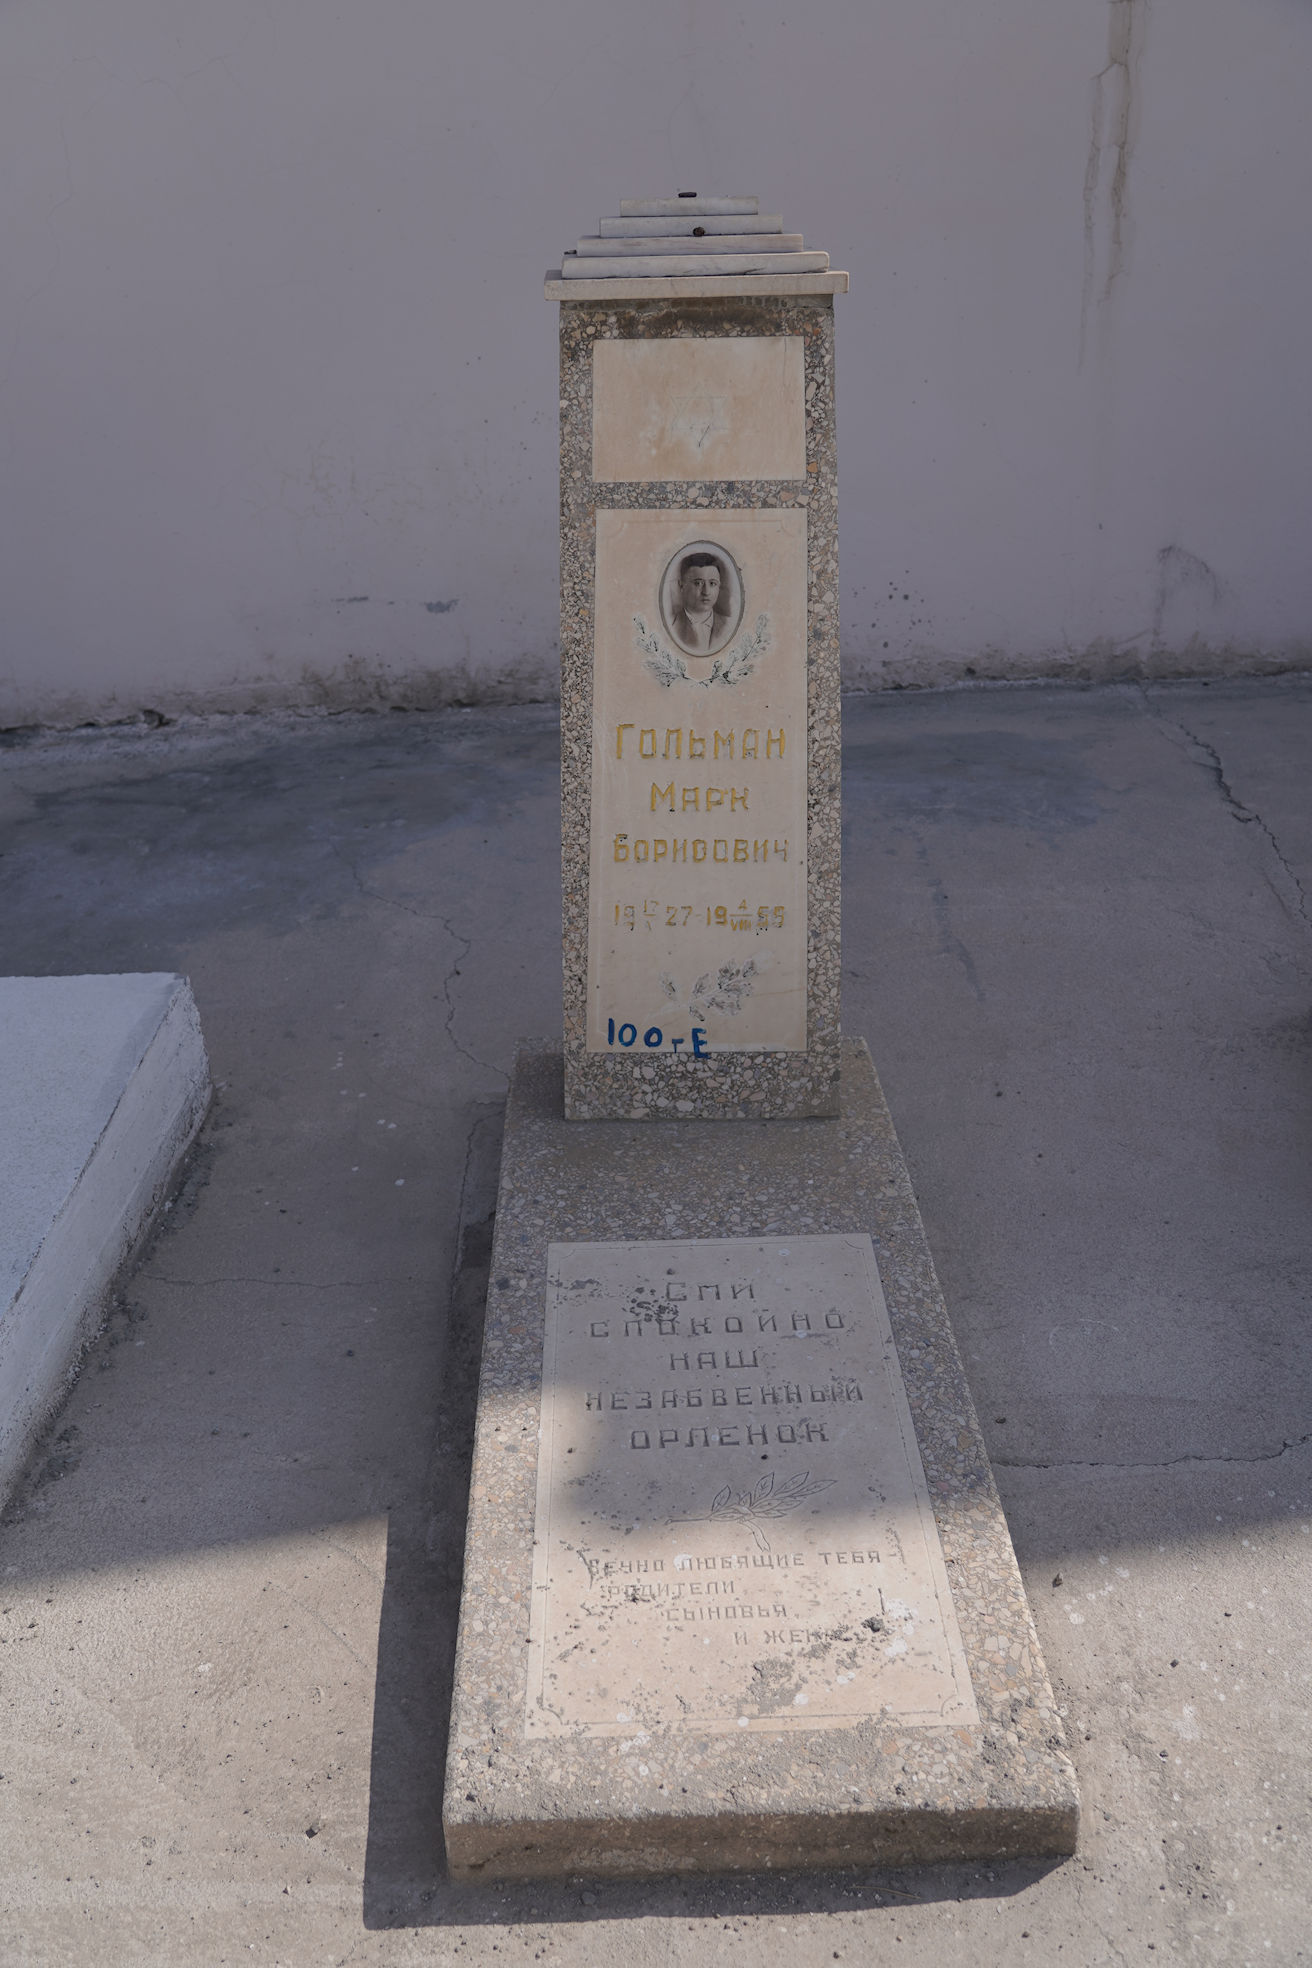 Гольман
Марк
Борисович
19 17/X 27-19 4/VIII 55
100-Е
Спи
спокойно
наш
незабвенный
орленок
Вечно любящие тебя-
родители
сыновья
и жена